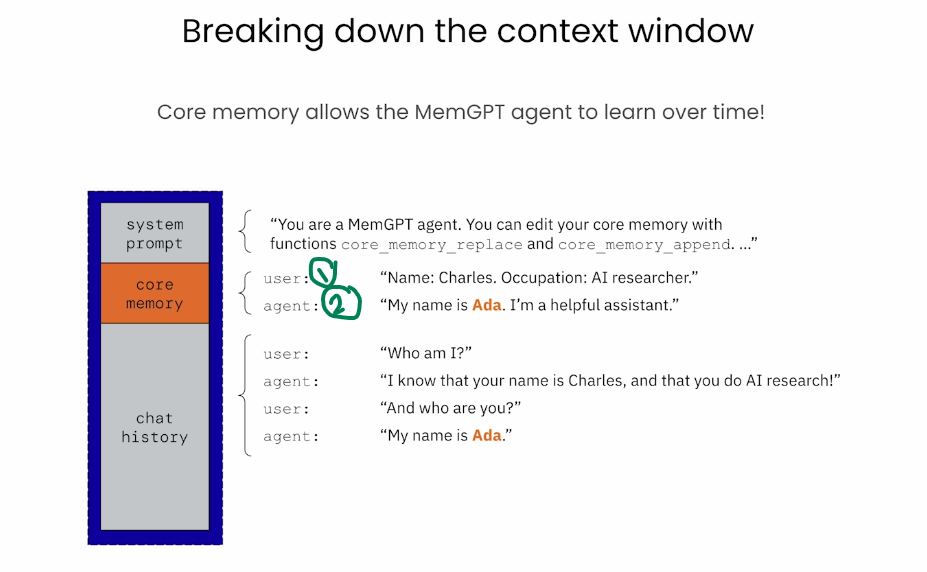 Breaking down the context window
Core memory allows the MemGPT agent to learn over time!
system
prompt
“You are a MemGPT agent. You can edit your core memory with
functions core_memory_replace and core_memory_append. …”
core
memory
user: 1 “Name: Charles. Occupation: AI researcher.”
agent: 2 “My name is Ada. I’m a helpful assistant.”
chat
history
user: “Who am I?”
agent: “I know that your name is Charles, and that you do AI research!”
user: “And who are you?”
agent: “My name is Ada.”